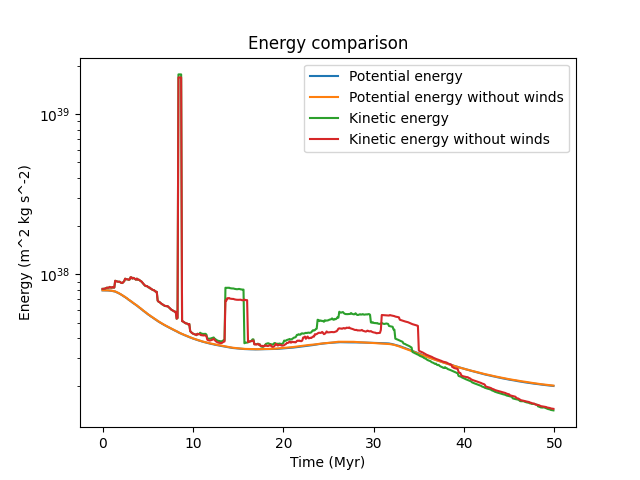 Energy comparison
Potential energy
Potential energy without winds
Kinetic energy
Kinetic energy without winds
10^39
10^38
Energy (m^2 kg s^-2)
0 10 20 30 40 50
Time (Myr)